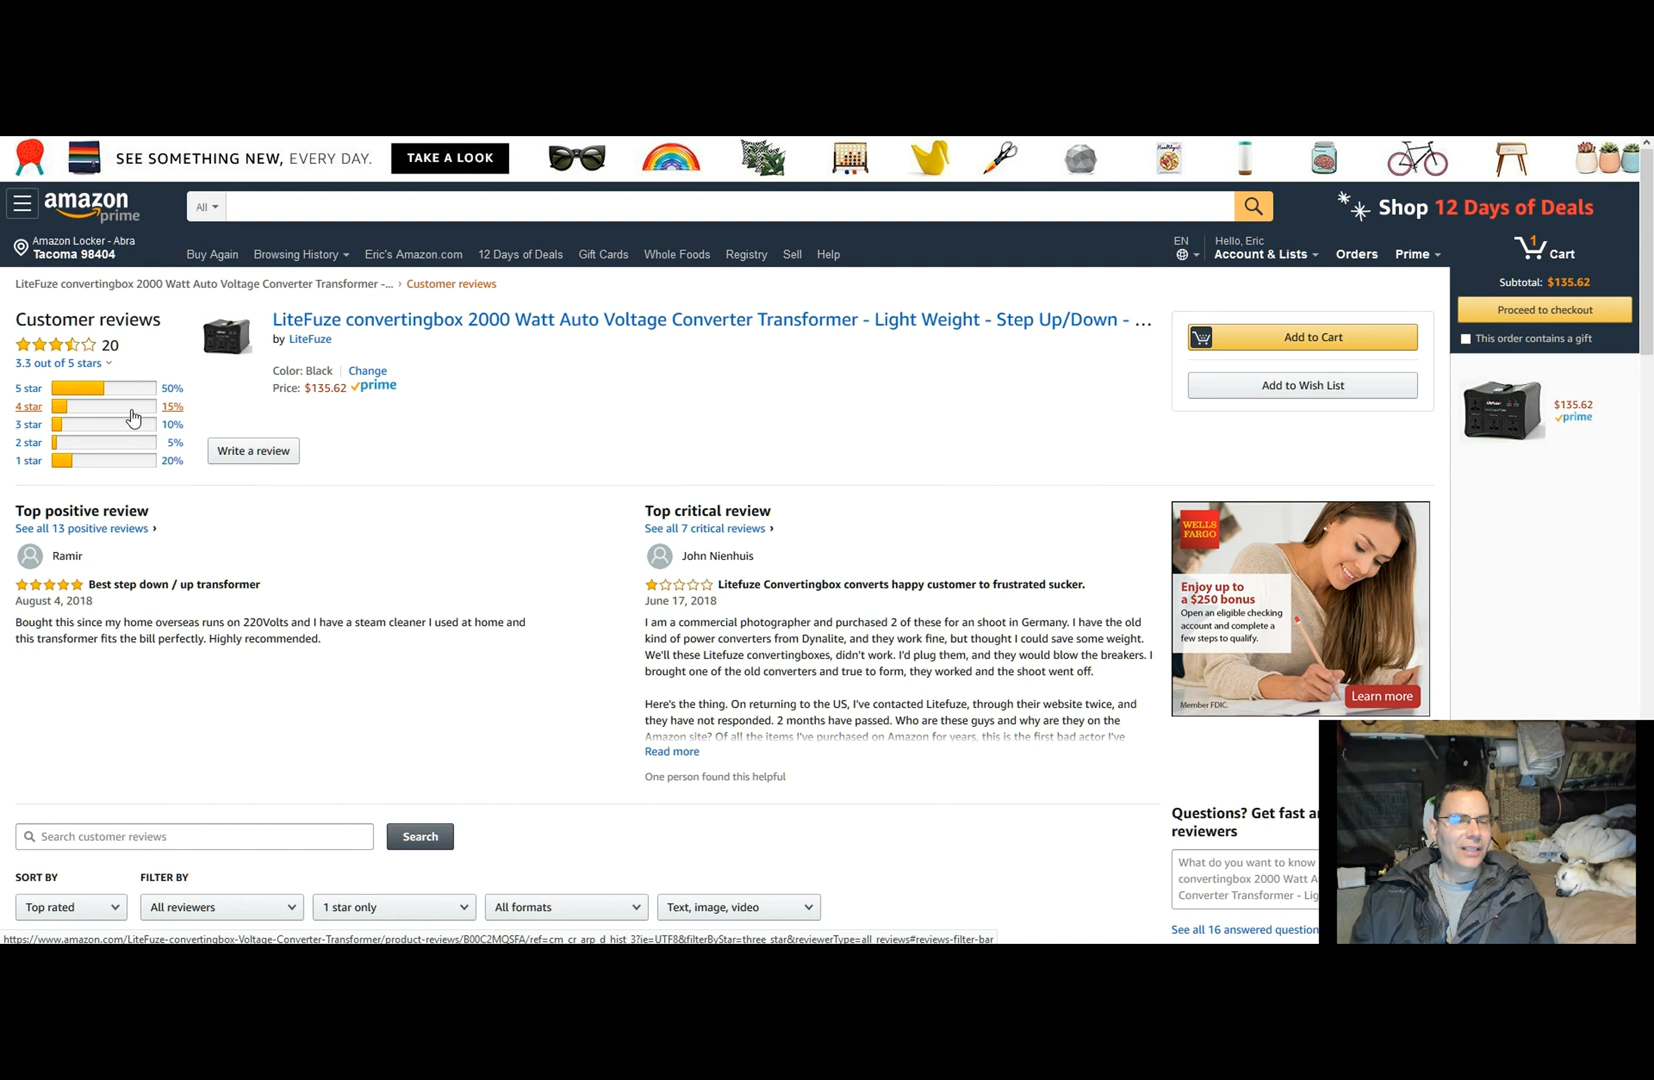 SEE SOMETHING NEW, EVERY DAY. TAKE A LOOK
amazon prime
All
Shop 12 Days of Deals
Amazon Locker - Abra
Tacoma 98404
Buy Again Browsing History Eric's Amazon.com 12 Days of Deals Gift Cards Whole Foods Registry Sell Help
EN
Hello, Eric
Account & Lists Orders Prime
1 Cart
Subtotal: $135.62
Proceed to checkout
This order contains a gift
$135.62
prime
LiteFuze convertingbox 2000 Watt Auto Voltage Converter Transformer -... › Customer reviews
Customer reviews
20
3.3 out of 5 stars
5 star 50%
4 star 15%
3 star 10%
2 star 5%
1 star 20%
LiteFuze convertingbox 2000 Watt Auto Voltage Converter Transformer - Light Weight - Step Up/Down - ...
by LiteFuze
Color: Black | Change
Price: $135.62 prime
Write a review
Add to Cart
Add to Wish List
Top positive review
See all 13 positive reviews ›
Ramir
Best step down / up transformer
August 4, 2018
Bought this since my home overseas runs on 220Volts and I have a steam cleaner I used at home and
this transformer fits the bill perfectly. Highly recommended.
Top critical review
See all 7 critical reviews ›
John Nienhuis
Litefuze Convertingbox converts happy customer to frustrated sucker.
June 17, 2018
I am a commercial photographer and purchased 2 of these for an shoot in Germany. I have the old
kind of power converters from Dynalite, and they work fine, but thought I could save some weight.
We'll these Litefuze convertingboxes, didn't work. I'd plug them, and they would blow the breakers. I
brought one of the old converters and true to form, they worked and the shoot went off.
Here's the thing. On returning to the US, I've contacted Litefuze, through their website twice, and
they have not responded. 2 months have passed. Who are these guys and why are they on the
Amazon site? Of all the items I've purchased on Amazon for years, this is the first bad actor I've
Read more
One person found this helpful
WELLS
FARGO
Enjoy up to
a $250 bonus
Open an eligible checking
account and complete a
few steps to qualify.
Learn more
Member FDIC.
Search customer reviews
Search
SORT BY FILTER BY
Top rated All reviewers 1 star only All formats Text, image, video
Questions? Get fast a
reviewers
What do you want to know
convertingbox 2000 Watt A
Converter Transformer - Lig
See all 16 answered question
https://www.amazon.com/LiteFuze-convertingbox-Voltage-Converter-Transformer/product-reviews/B00C2MQSFA/ref=cm_cr_arp_d_hist_3?ie=UTF8&filterByStar=three_star&reviewerType=all_reviews#reviews-filter-bar